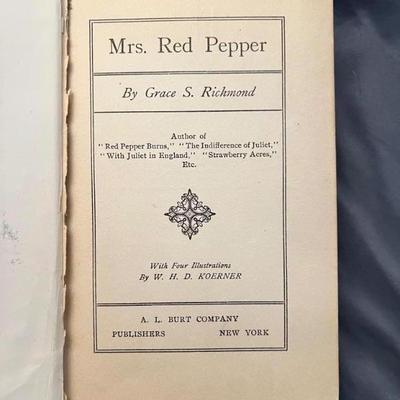 Mrs. Red Pepper
By Grace S. Richmond
Author of
"Red Pepper Burns," "The Indifference of Juliet,"
"With Juliet in England," "Strawberry Acres,"
Etc.
With Four Illustrations
By W. H. D. KOERNER
A. L. BURT COMPANY
PUBLISHERS NEW YORK